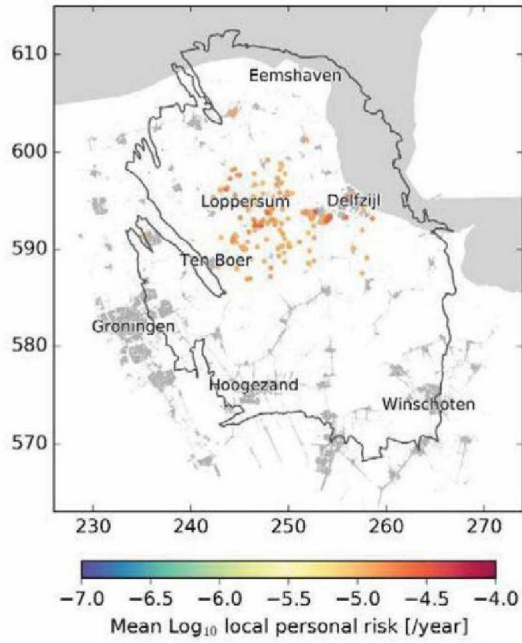 610
Eemshaven
600
Loppersum
Delfzijl
590
Ten Boer
Groningen
580
Hoogezand
Winschoten
570
230 240 250 260 270
−7.0 −6.5 −6.0 −5.5 −5.0 −4.5 −4.0
Mean Log₁₀ local personal risk [/year]